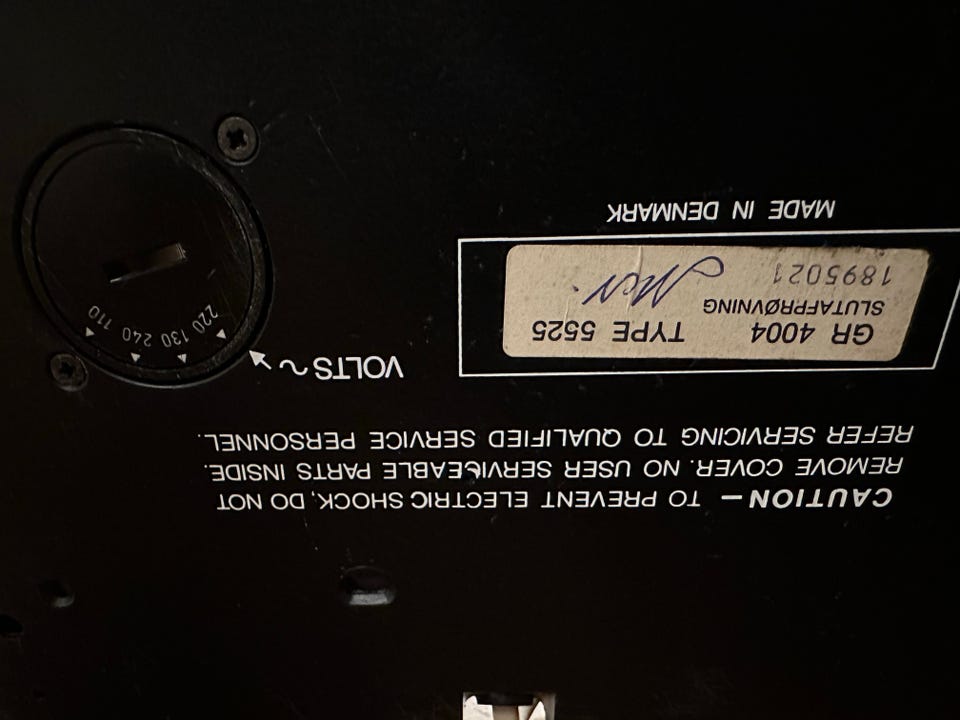 CAUTION — TO PREVENT ELECTRIC SHOCK, DO NOT
REMOVE COVER. NO USER SERVICEABLE PARTS INSIDE.
REFER SERVICING TO QUALIFIED SERVICE PERSONNEL.
VOLTS ~
220 130 240 110
GR 4004 TYPE 5525
SLUTAFPRØVNING
1895021
MADE IN DENMARK